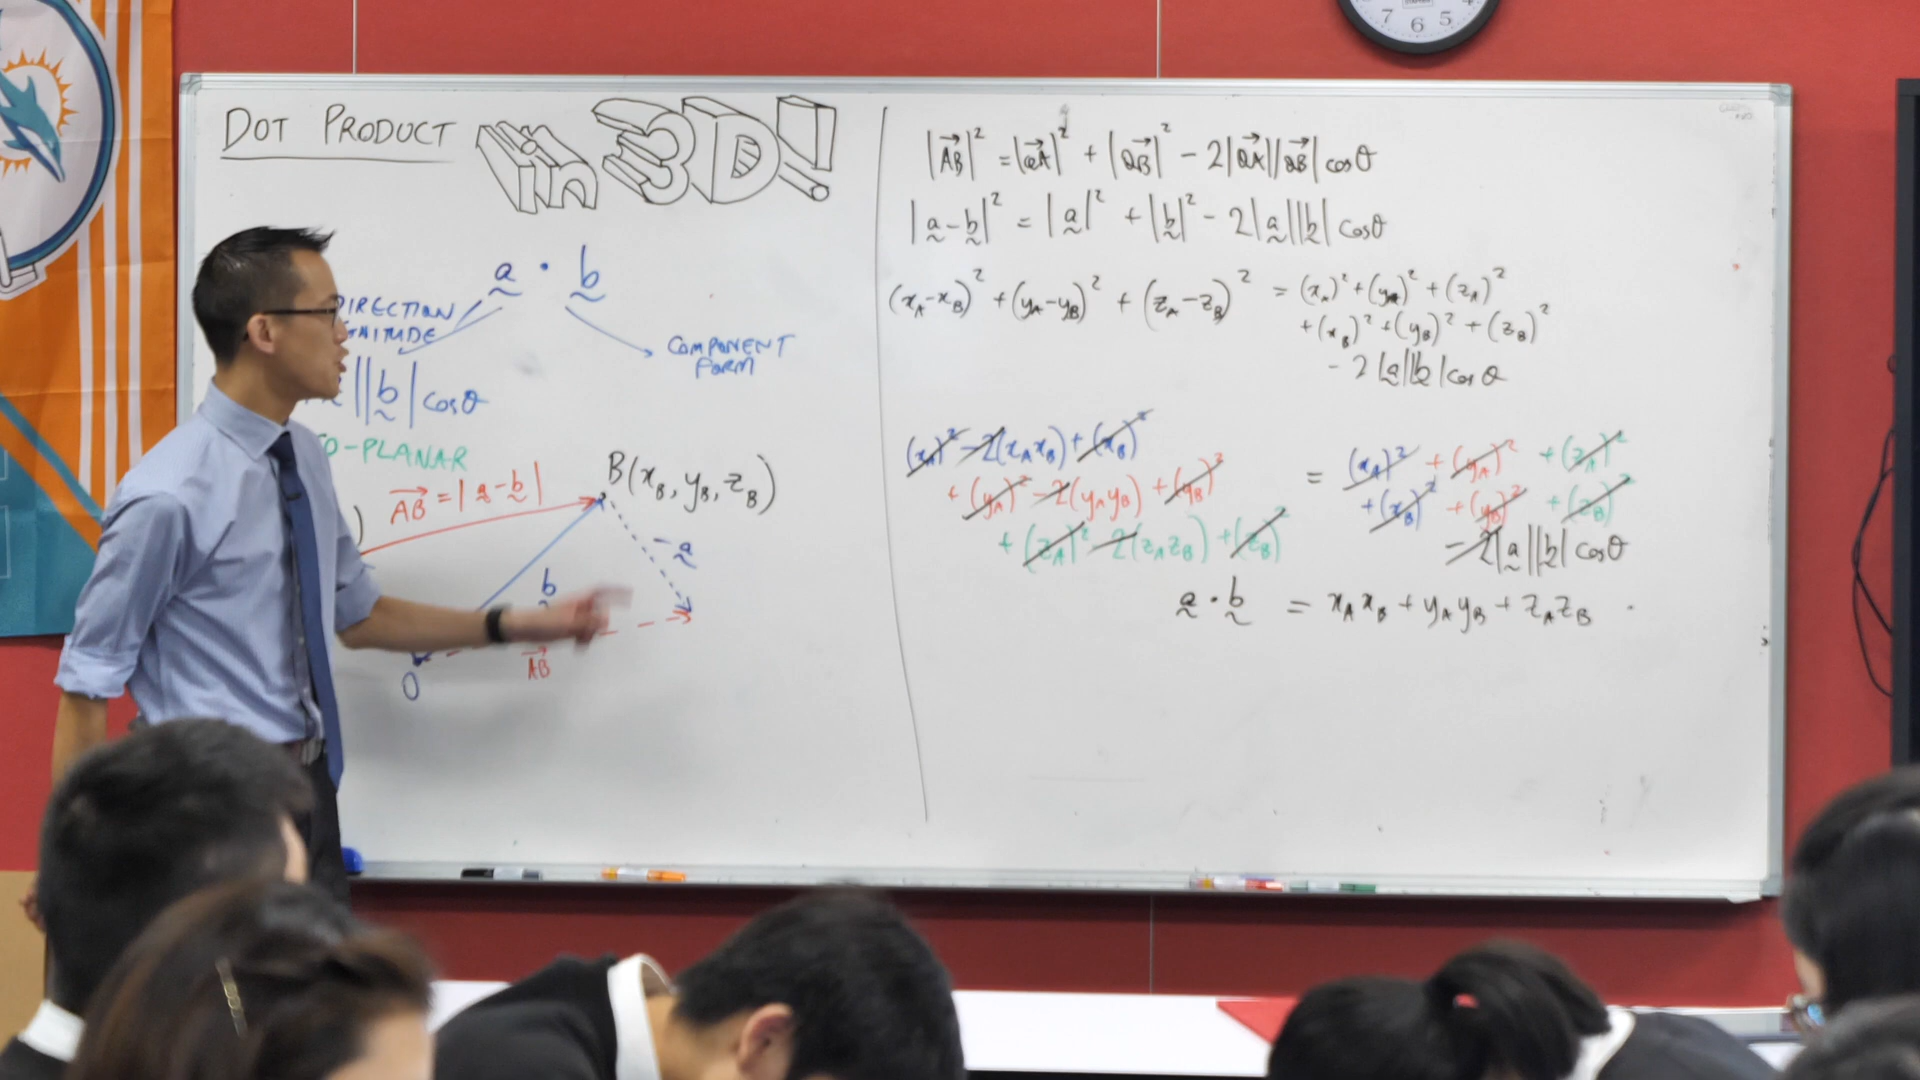 DOT PRODUCT in 3D!
a · b
DIRECTION
COMPONENT
FORM
||b| cosθ
O-PLANAR
AB = |a-b|
B(x_B, y_B, z_B)
)
-a
b
AB
O
|AB|² = |OA|² + |OB|² - 2|OA||OB| cosθ
|a-b|² = |a|² + |b|² - 2|a||b| cosθ
(x_A-x_B)² + (y_A-y_B)² + (z_A-z_B)² = (x_A)² + (y_A)² + (z_A)²
+ (x_B)² + (y_B)² + (z_B)²
- 2|a||b| cosθ
(x_A)² - 2(x_A x_B) + (x_B)²
+ (y_A)² - 2(y_A y_B) + (y_B)²
+ (z_A)² - 2(z_A z_B) + (z_B)²
= (x_A)² + (y_A)² + (z_A)²
+ (x_B)² + (y_B)² + (z_B)²
- 2|a||b| cosθ
a · b = x_A x_B + y_A y_B + z_A z_B
7 6 5